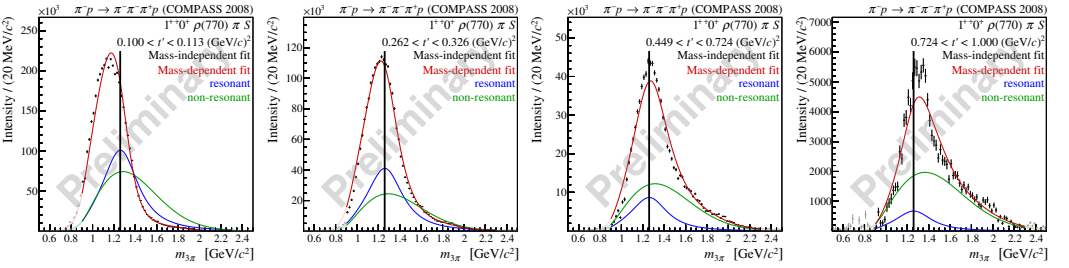 ×10³ π⁻p → π⁻π⁻π⁺p (COMPASS 2008)
1⁺⁺0⁺ ρ(770) π S
0.100 < t' < 0.113 (GeV/c)²
Mass-independent fit
Mass-dependent fit
resonant
non-resonant
Preliminary
Intensity / (20 MeV/c²)
250
200
150
100
50
0.6 0.8 1 1.2 1.4 1.6 1.8 2 2.2 2.4
m₃π [GeV/c²]
×10³ π⁻p → π⁻π⁻π⁺p (COMPASS 2008)
1⁺⁺0⁺ ρ(770) π S
0.262 < t' < 0.326 (GeV/c)²
Mass-independent fit
Mass-dependent fit
resonant
non-resonant
Preliminary
Intensity / (20 MeV/c²)
120
100
80
60
40
20
0.6 0.8 1 1.2 1.4 1.6 1.8 2 2.2 2.4
m₃π [GeV/c²]
×10³ π⁻p → π⁻π⁻π⁺p (COMPASS 2008)
1⁺⁺0⁺ ρ(770) π S
0.449 < t' < 0.724 (GeV/c)²
Mass-independent fit
Mass-dependent fit
resonant
non-resonant
Preliminary
Intensity / (20 MeV/c²)
50
40
30
20
10
0.6 0.8 1 1.2 1.4 1.6 1.8 2 2.2 2.4
m₃π [GeV/c²]
π⁻p → π⁻π⁻π⁺p (COMPASS 2008)
1⁺⁺0⁺ ρ(770) π S
0.724 < t' < 1.000 (GeV/c)²
Mass-independent fit
Mass-dependent fit
resonant
non-resonant
Preliminary
Intensity / (20 MeV/c²)
7000
6000
5000
4000
3000
2000
1000
0.6 0.8 1 1.2 1.4 1.6 1.8 2 2.2 2.4
m₃π [GeV/c²]